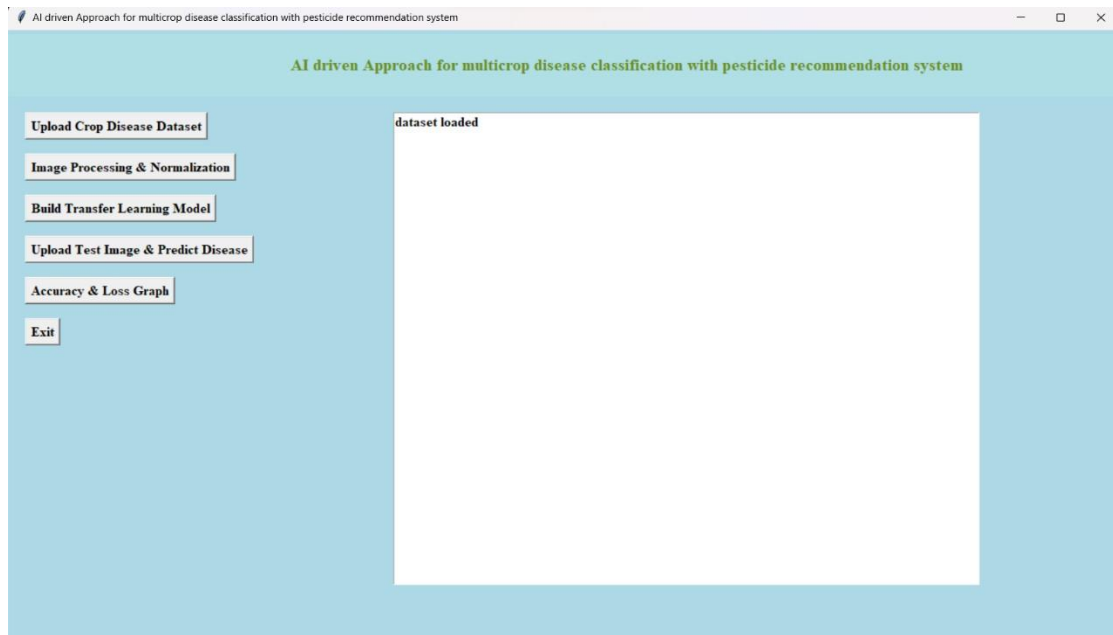 AI driven Approach for multicrop disease classification with pesticide recommendation system
AI driven Approach for multicrop disease classification with pesticide recommendation system
Upload Crop Disease Dataset
dataset loaded
Image Processing & Normalization
Build Transfer Learning Model
Upload Test Image & Predict Disease
Accuracy & Loss Graph
Exit